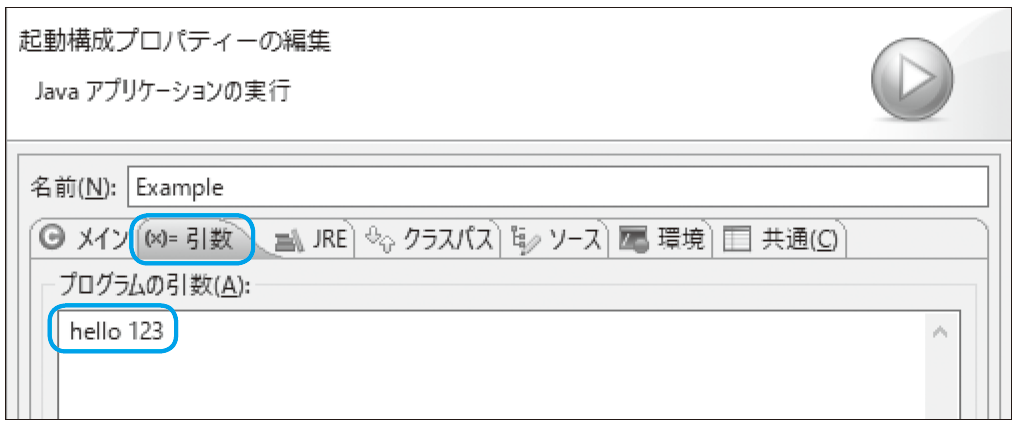 起動構成プロパティーの編集
Java アプリケーションの実行
名前(N): Example
メイン (x)= 引数 JRE クラスパス ソース 環境 共通(C)
プログラムの引数(A):
hello 123